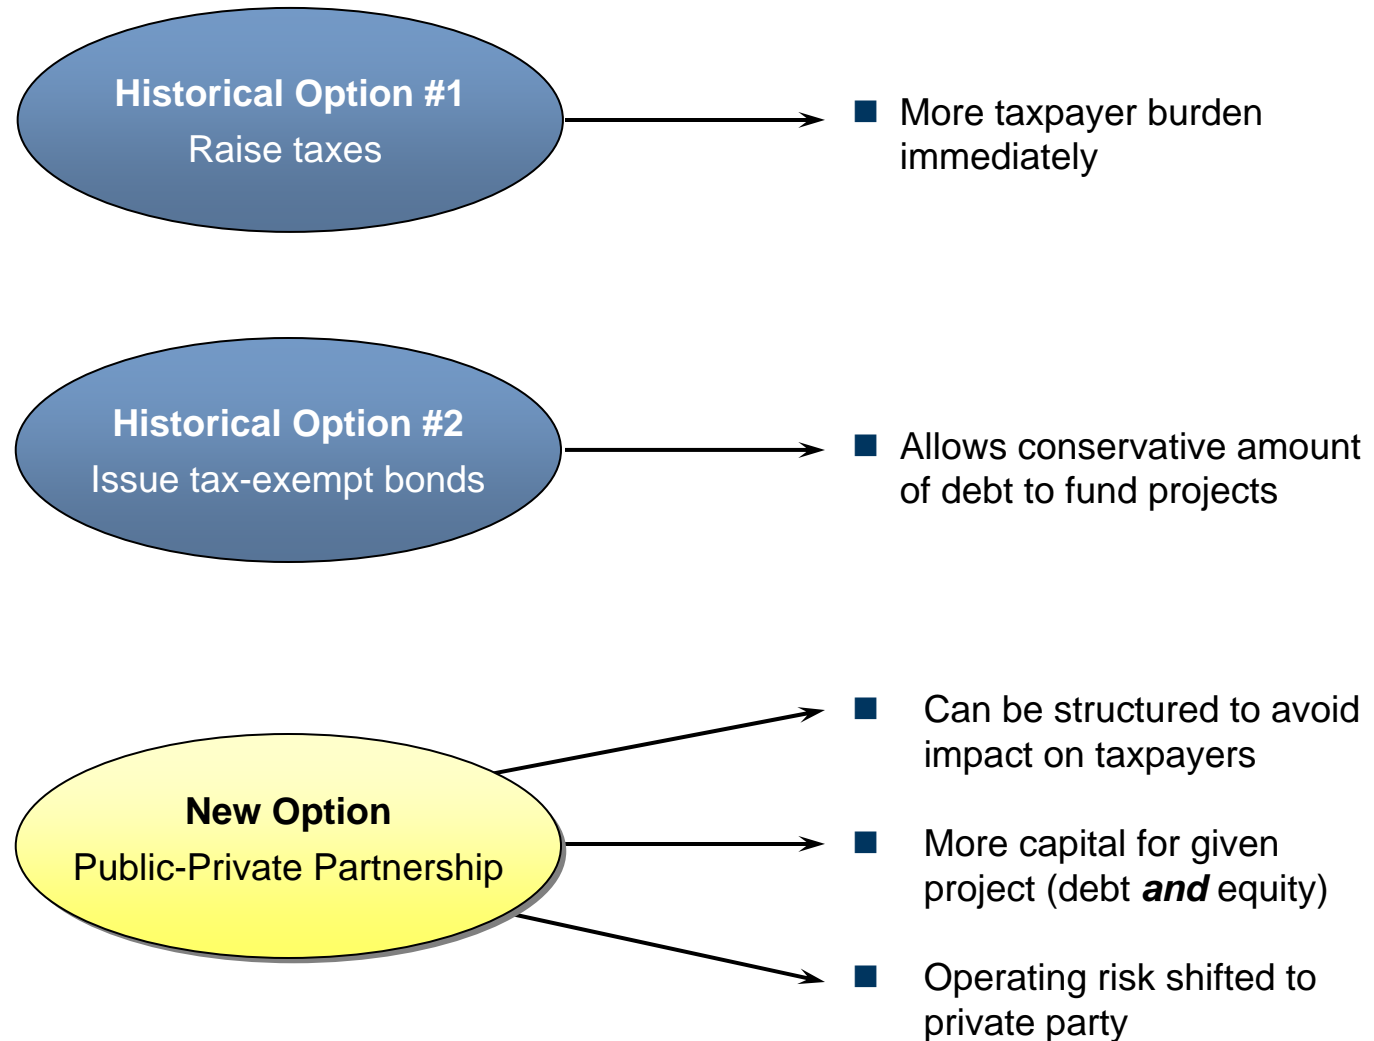 Historical Option #1
Raise taxes
More taxpayer burden
immediately
Historical Option #2
Issue tax-exempt bonds
Allows conservative amount
of debt to fund projects
New Option
Public-Private Partnership
Can be structured to avoid
impact on taxpayers
More capital for given
project (debt and equity)
Operating risk shifted to
private party